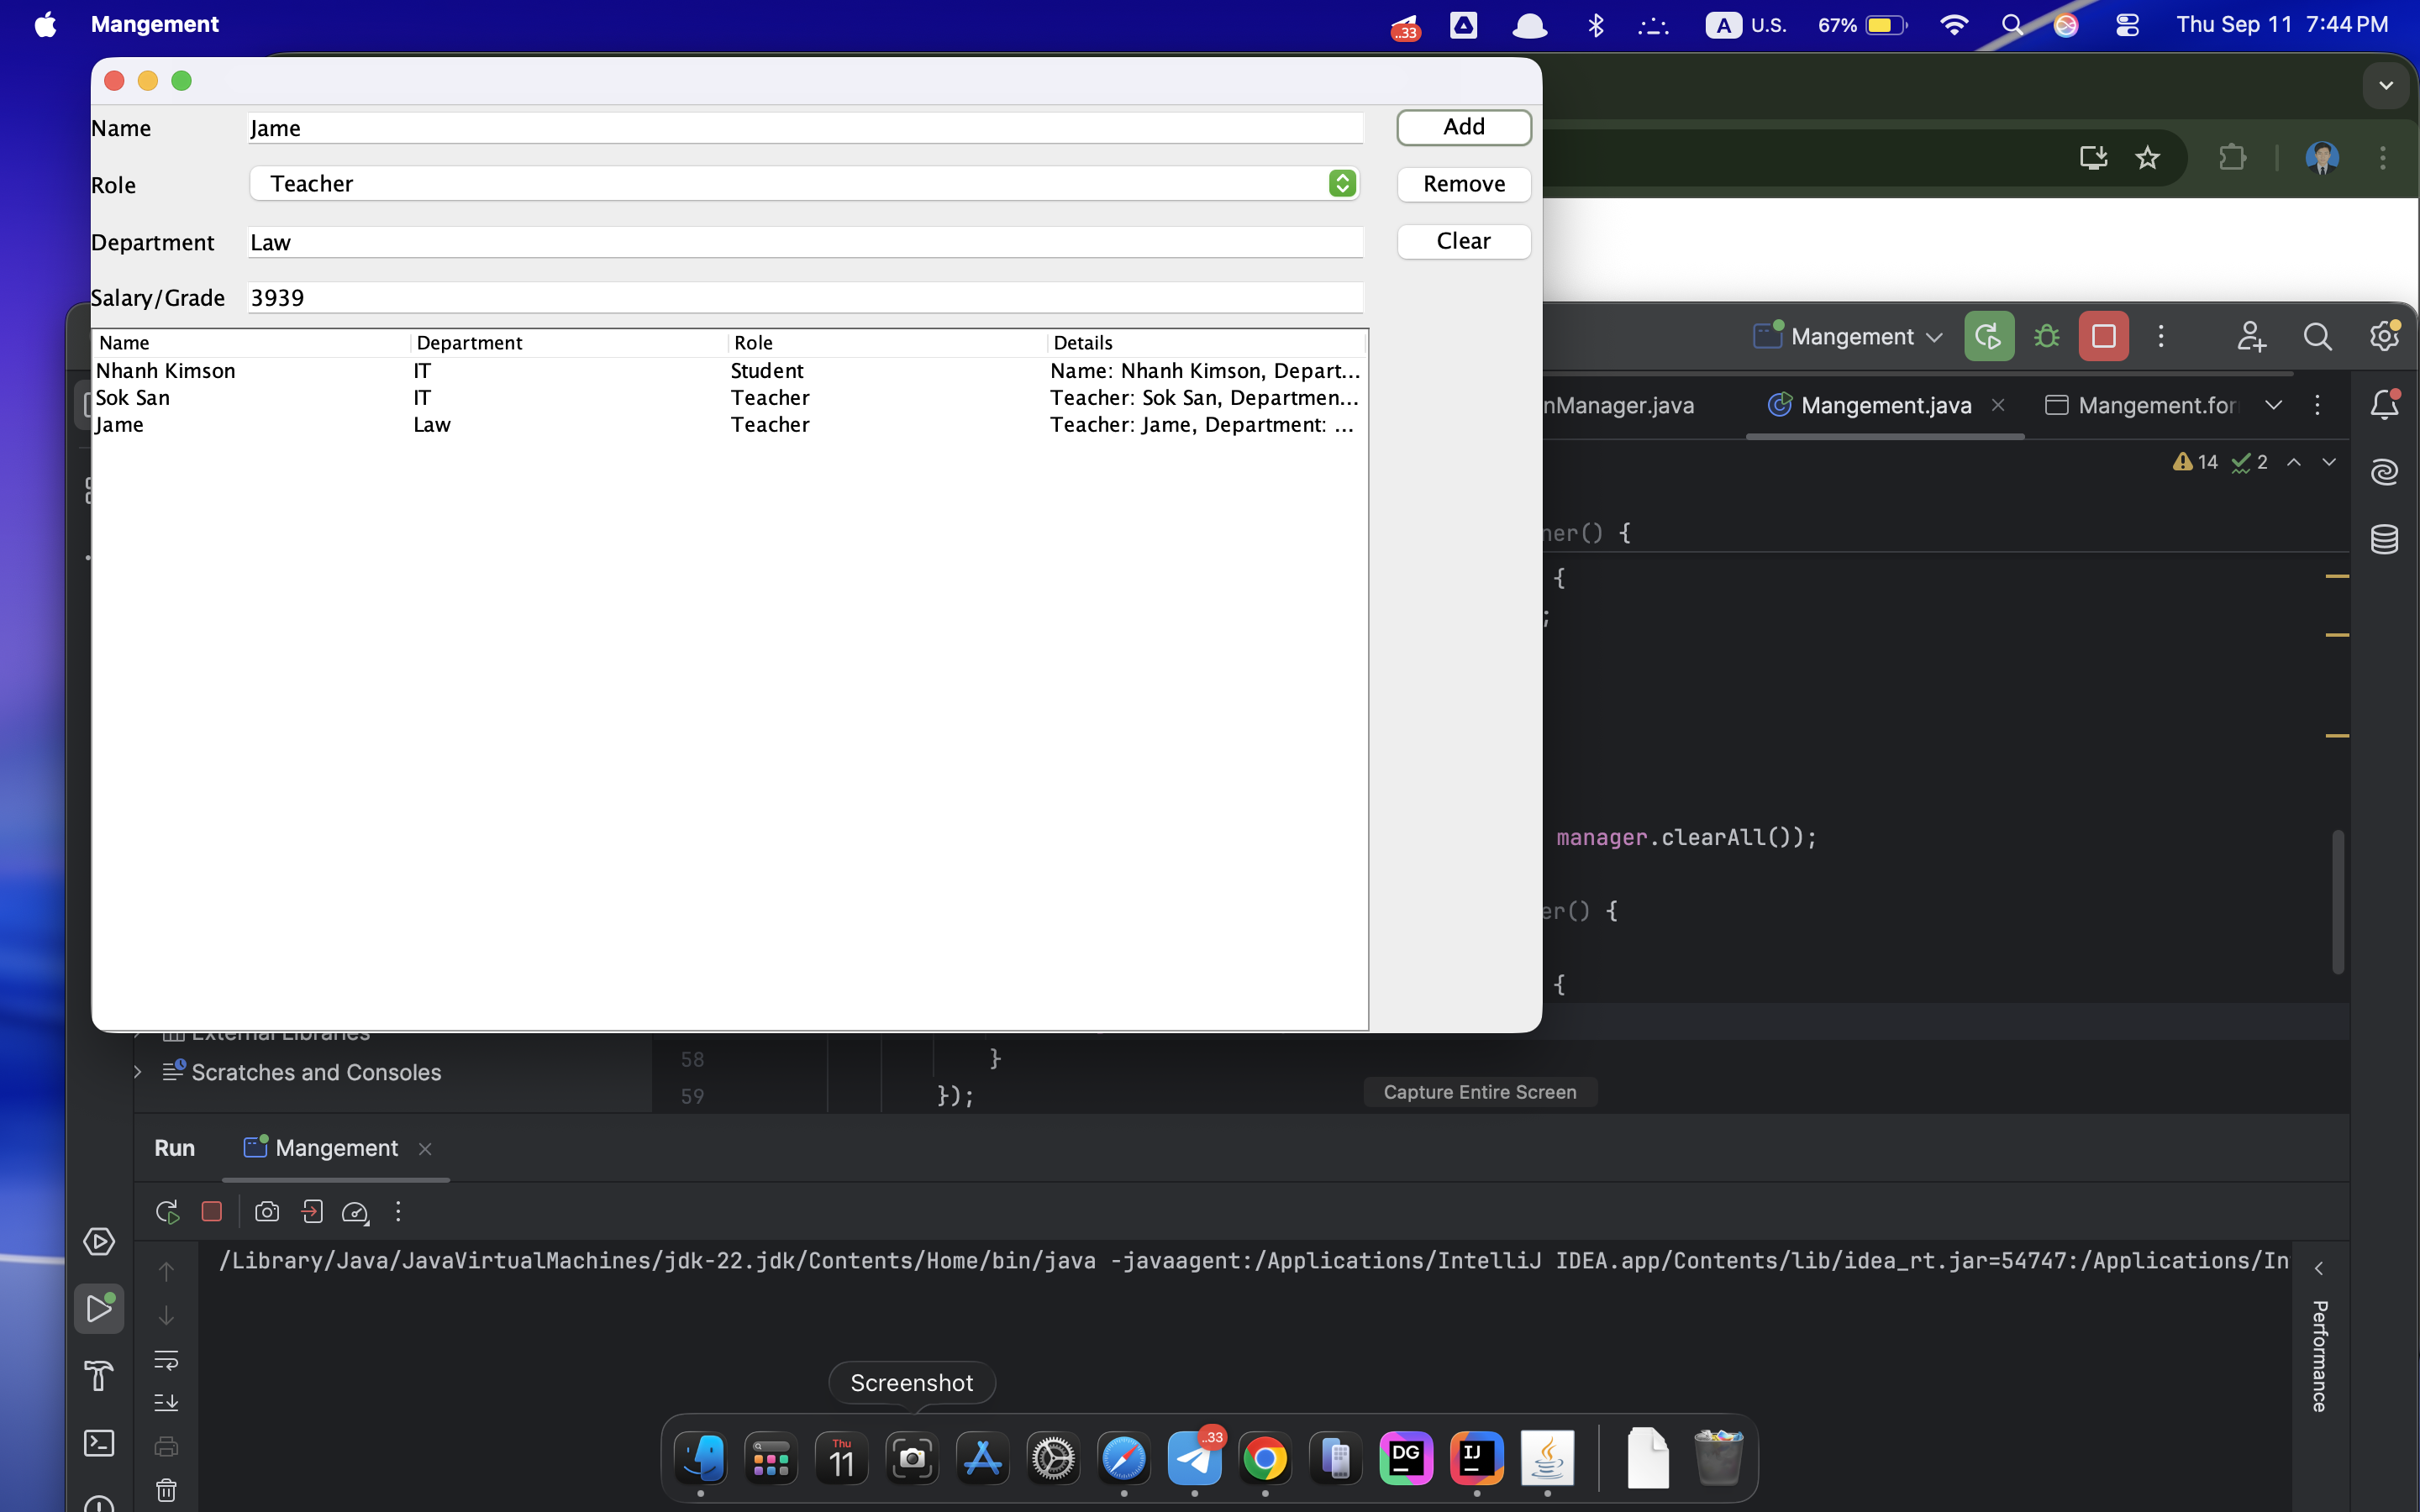 Mangement
..33
A U.S.
67%
Thu Sep 11 7:44 PM
Name
Jame
Add
Role
Teacher
Remove
Department
Law
Clear
Salary/Grade
3939
Name Department Role Details
Nhanh Kimson IT Student Name: Nhanh Kimson, Depart...
Sok San IT Teacher Teacher: Sok San, Departmen...
Jame Law Teacher Teacher: Jame, Department: ...
Mangement
nManager.java
Mangement.java
Mangement.for
14 2
ner() {
{
;
manager.clearAll());
er() {
{
External Libraries
58 }
Scratches and Consoles
59 });
Capture Entire Screen
Run
Mangement
/Library/Java/JavaVirtualMachines/jdk-22.jdk/Contents/Home/bin/java -javaagent:/Applications/IntelliJ IDEA.app/Contents/lib/idea_rt.jar=54747:/Applications/In
Performance
Screenshot
Thu
11
..33
DG
IJ